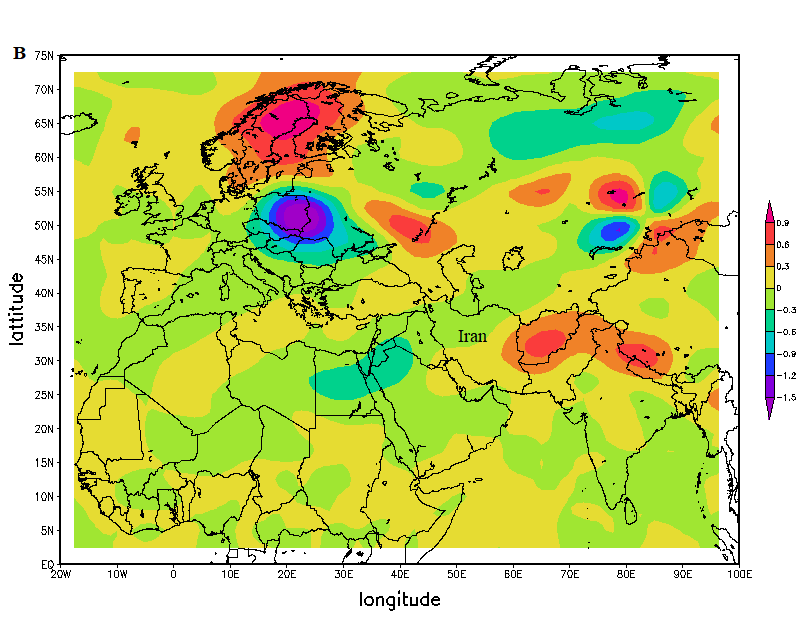 B
75N
70N
65N
60N
55N
50N
45N
40N
35N
30N
25N
20N
15N
10N
5N
EQ
lattitude
Iran
20W 10W 0 10E 20E 30E 40E 50E 60E 70E 80E 90E 100E
longitude
0.9
0.6
0.3
0
-0.3
-0.6
-0.9
-1.2
-1.5